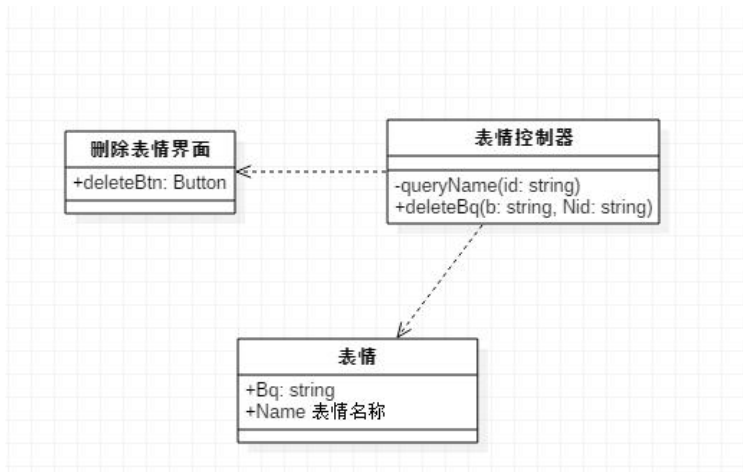 删除表情界面
+deleteBtn: Button
表情控制器
-queryName(id: string)
+deleteBq(b: string, Nid: string)
表情
+Bq: string
+Name 表情名称